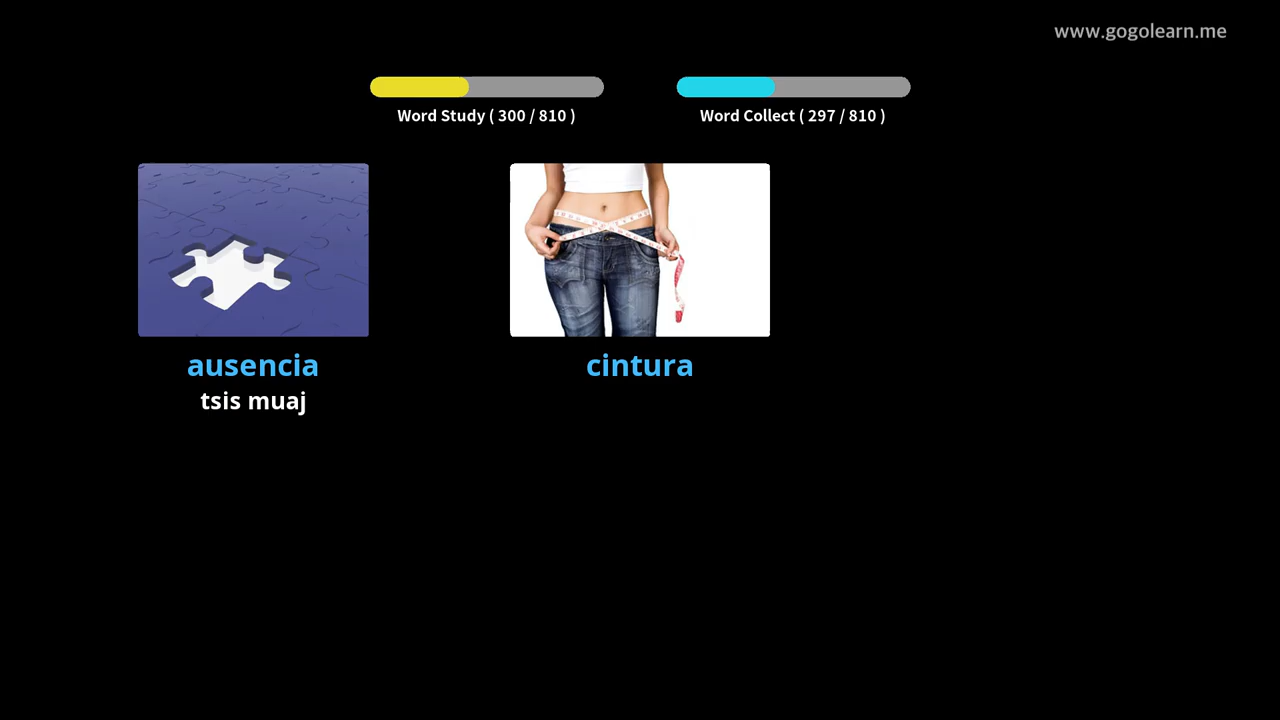 www.gogolearn.me
Word Study ( 300 / 810 )
Word Collect ( 297 / 810 )
ausencia
tsis muaj
cintura